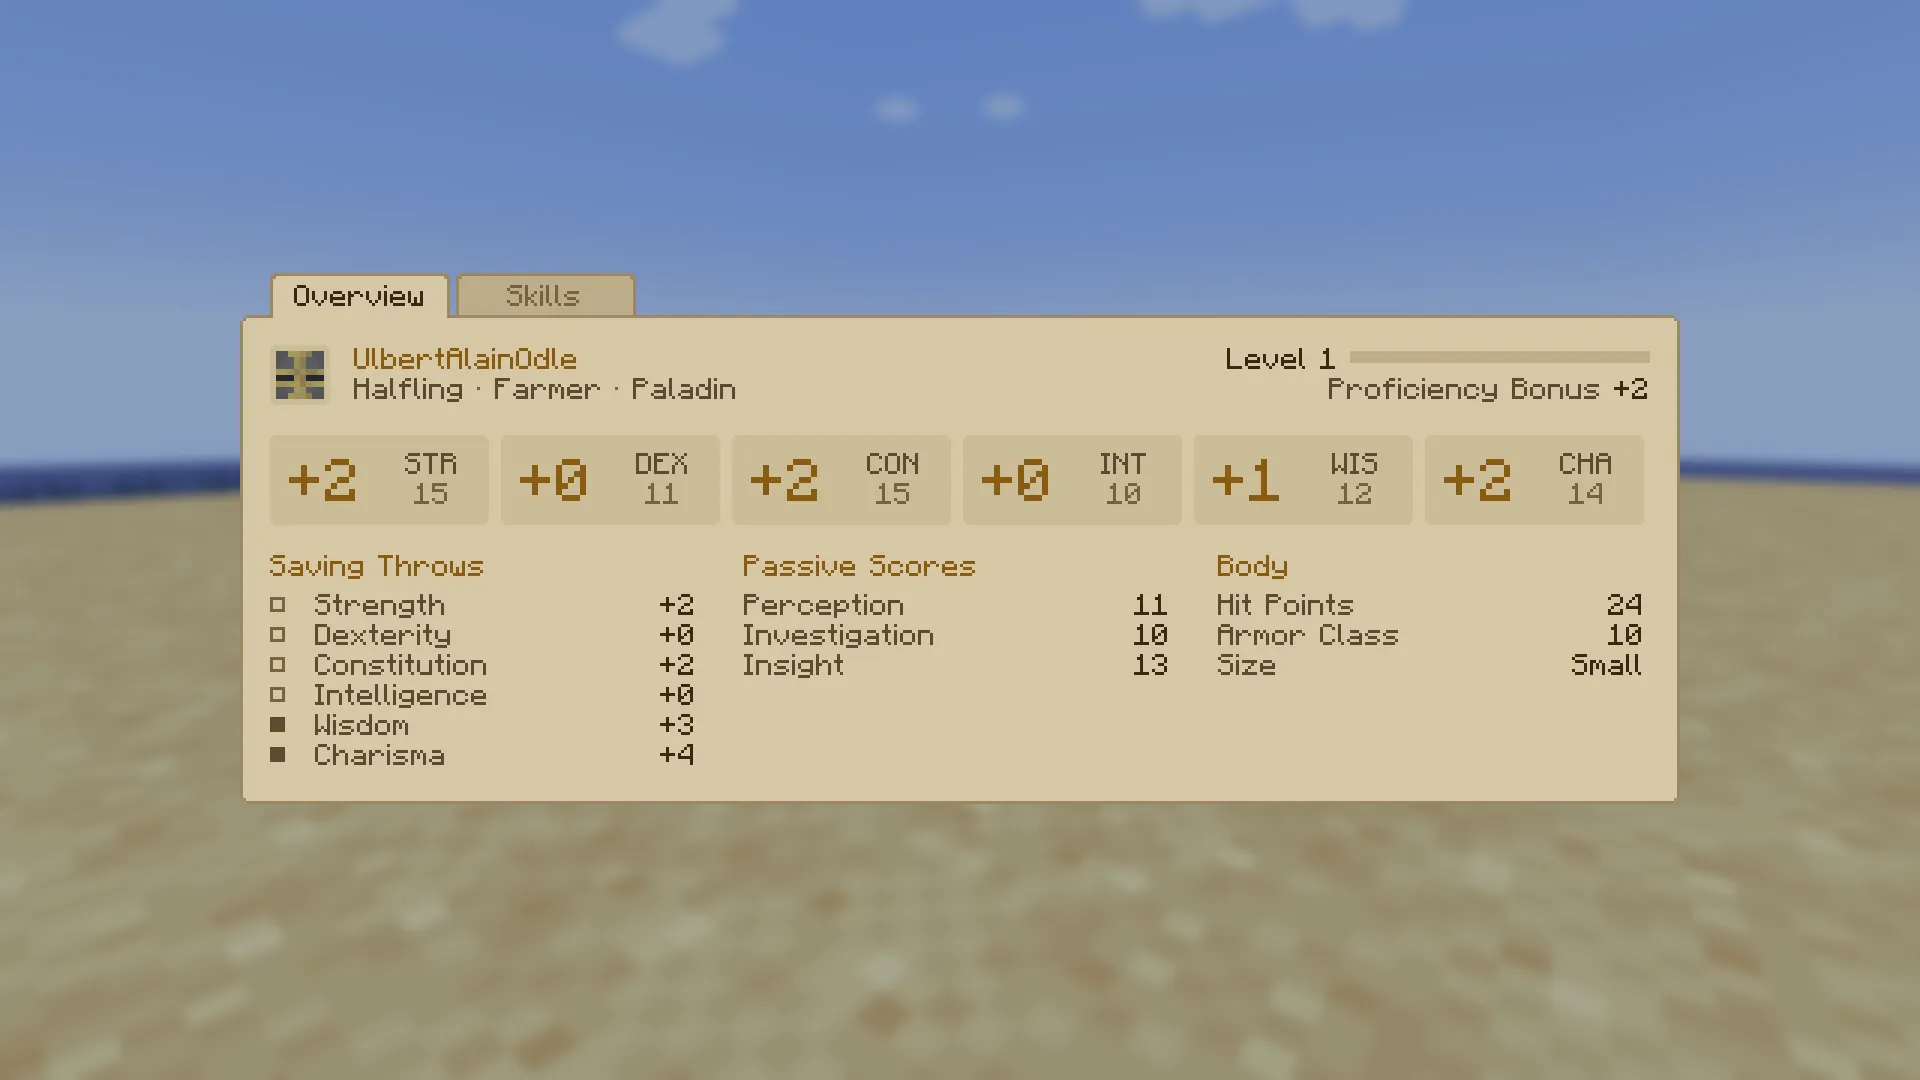 Overview Skills
UlbertAlainOdle
Halfling · Farmer · Paladin
Level 1
Proficiency Bonus +2
+2 STR 15
+0 DEX 11
+2 CON 15
+0 INT 10
+1 WIS 12
+2 CHA 14
Saving Throws
Strength +2
Dexterity +0
Constitution +2
Intelligence +0
Wisdom +3
Charisma +4
Passive Scores
Perception 11
Investigation 10
Insight 13
Body
Hit Points 24
Armor Class 10
Size Small